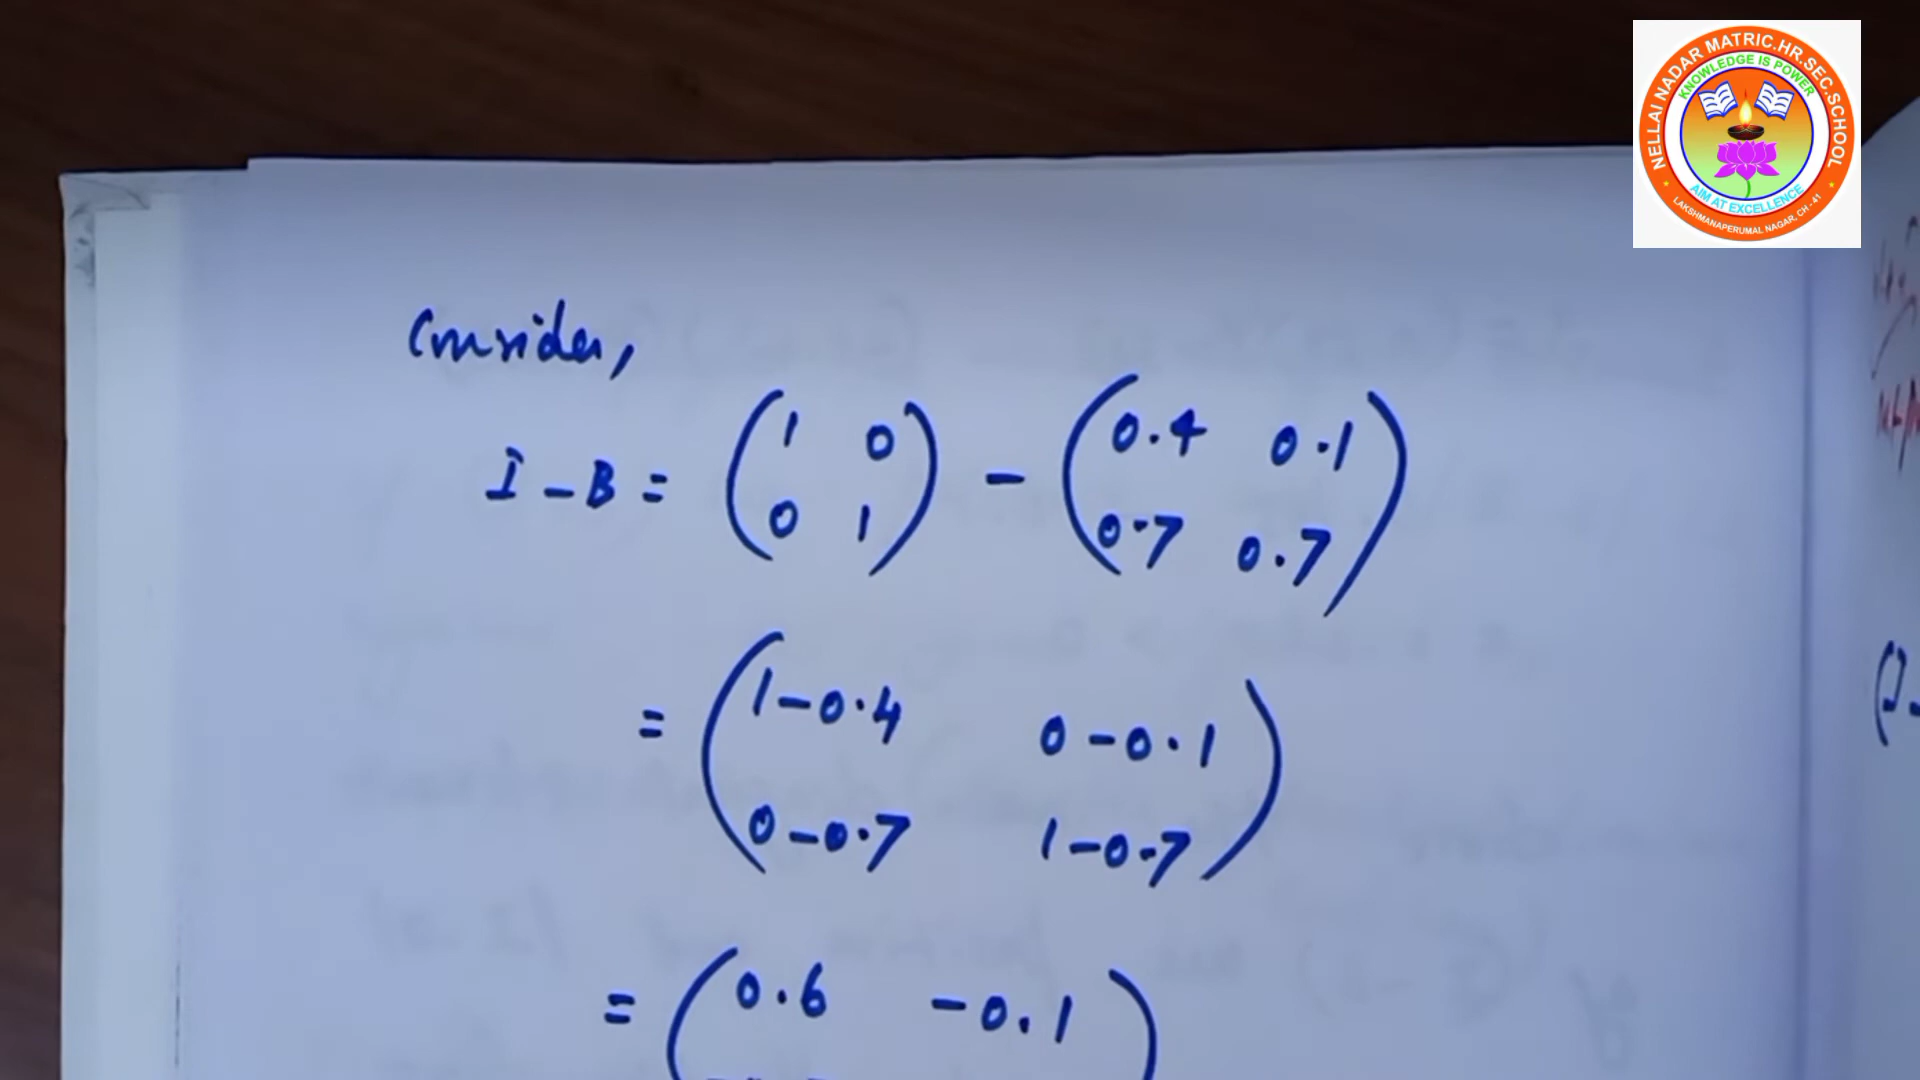 NELLAI NADAR MATRIC.HR.SEC.SCHOOL
KNOWLEDGE IS POWER
AIM AT EXCELLENCE
LAKSHMANAPERUMAL NAGAR, CH - 41
Consider,
I - B = (1 0) - (0.4 0.1)
(0 1) (0.7 0.7)
= (1-0.4 0-0.1)
(0-0.7 1-0.7)
= (0.6 -0.1)